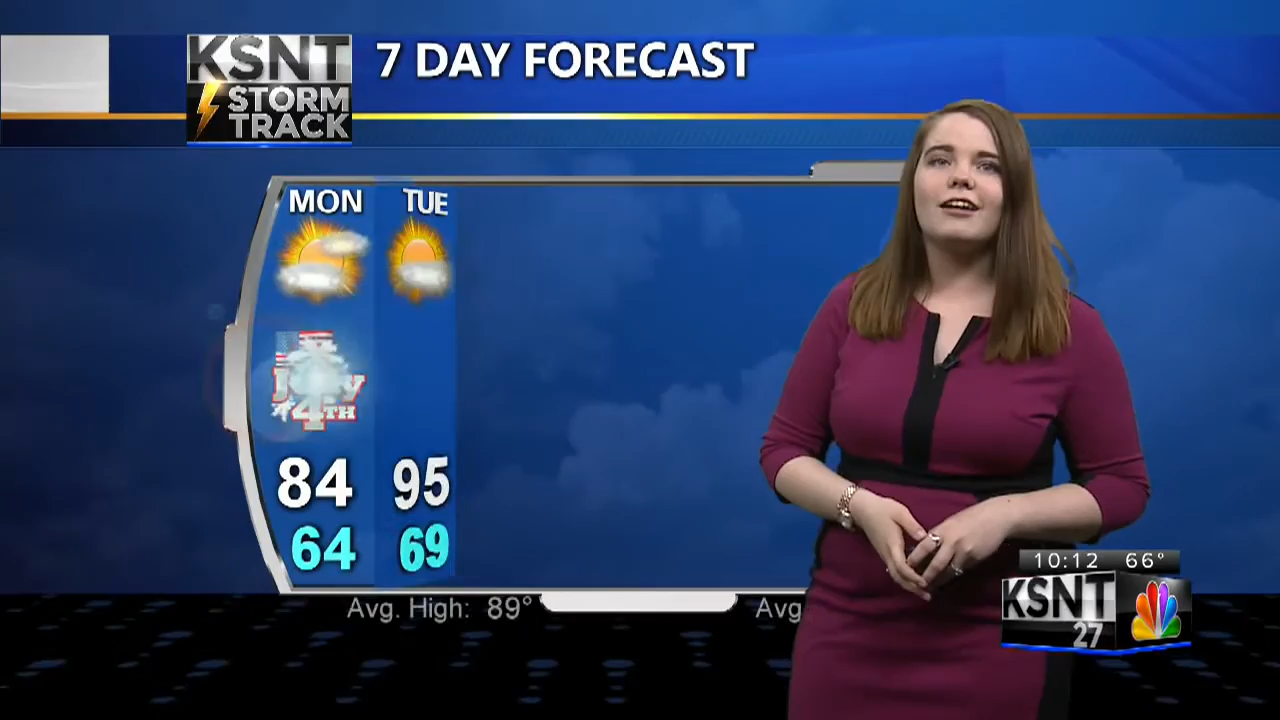 KSNT
STORM
TRACK
7 DAY FORECAST
MON TUE
July
4TH
84 95
64 69
Avg. High: 89° Avg
10:12 66°
KSNT
27